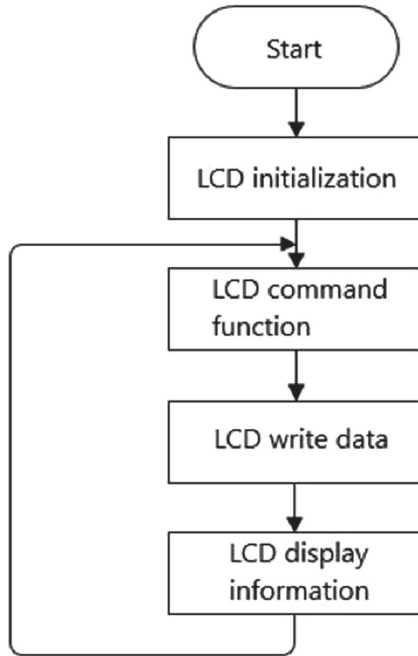 Start
LCD initialization
LCD command
function
LCD write data
LCD display
information